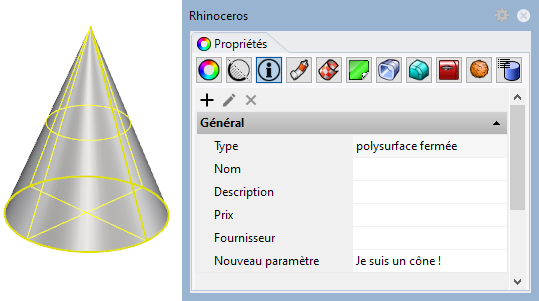 Rhinoceros
Propriétés
Général
Type polysurface fermée
Nom
Description
Prix
Fournisseur
Nouveau paramètre Je suis un cône !